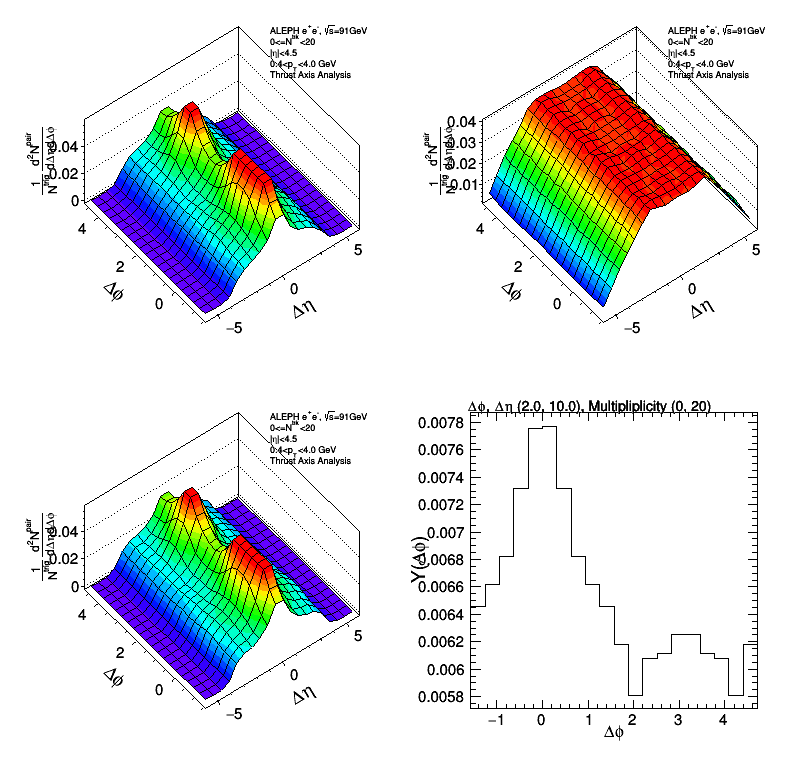 ALEPH e⁺e⁻, √s=91GeV
0<=N^trk<20
|η|<4.5
0.4<p_T<4.0 GeV
Thrust Axis Analysis
1/N^trig d²N^pair/dΔηdΔφ
0.04
0.02
0
4
2
0
Δφ
−5
0
5
Δη
ALEPH e⁺e⁻, √s=91GeV
0<=N^trk<20
|η|<4.5
0.4<p_T<4.0 GeV
Thrust Axis Analysis
1/N^trig d²N^pair/dΔηdΔφ
0.04
0.03
0.02
0.01
4
2
0
Δφ
−5
0
5
Δη
ALEPH e⁺e⁻, √s=91GeV
0<=N^trk<20
|η|<4.5
0.4<p_T<4.0 GeV
Thrust Axis Analysis
1/N^trig d²N^pair/dΔηdΔφ
0.04
0.02
0
4
2
0
Δφ
−5
0
5
Δη
Δφ, Δη (2.0, 10.0), Multipliplicity (0, 20)
Y(Δφ)
0.0078
0.0076
0.0074
0.0072
0.007
0.0068
0.0066
0.0064
0.0062
0.006
0.0058
−1 0 1 2 3 4
Δφ